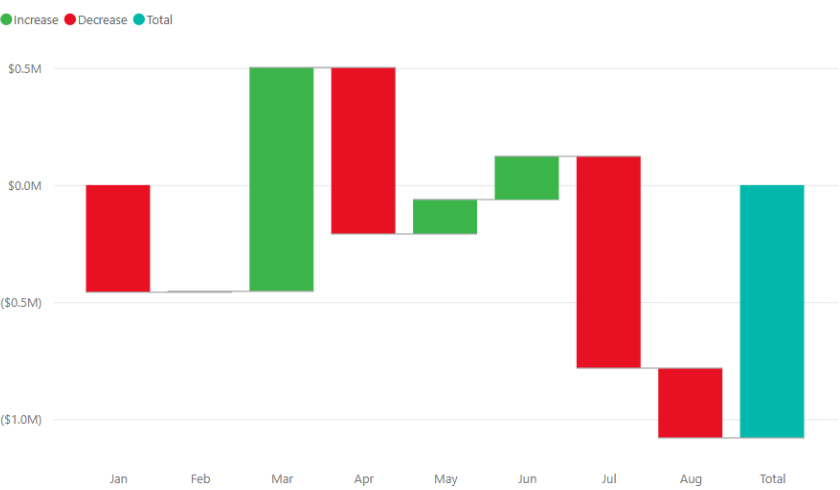 Increase Decrease Total
$0.5M
$0.0M
($0.5M)
($1.0M)
Jan Feb Mar Apr May Jun Jul Aug Total